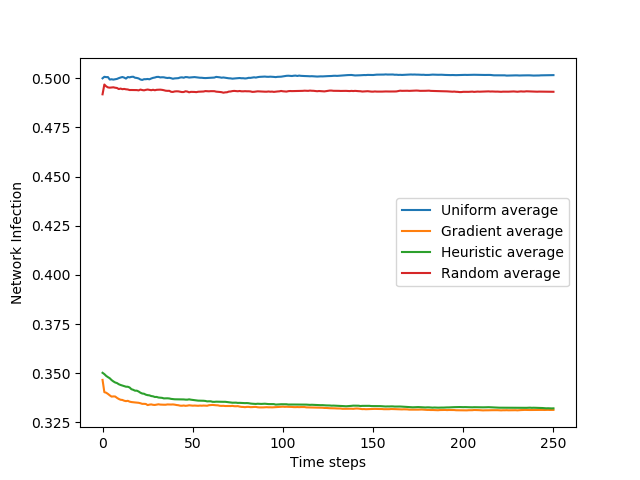 0.500
0.475
0.450
0.425
0.400
0.375
0.350
0.325
Network Infection
Uniform average
Gradient average
Heuristic average
Random average
0 50 100 150 200 250
Time steps